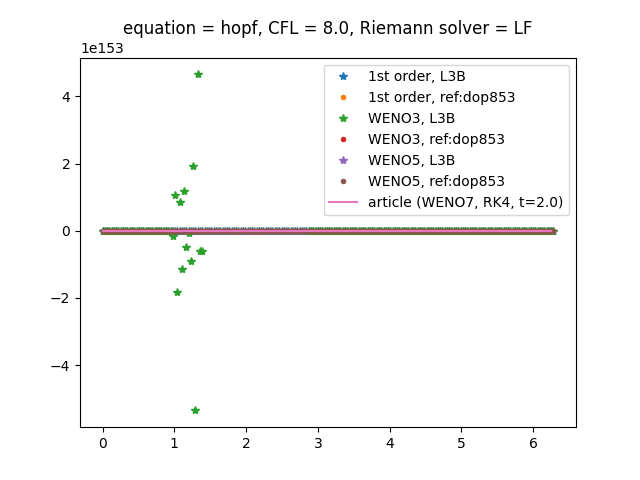 equation = hopf, CFL = 8.0, Riemann solver = LF
1e153
1st order, L3B
1st order, ref:dop853
WENO3, L3B
WENO3, ref:dop853
WENO5, L3B
WENO5, ref:dop853
article (WENO7, RK4, t=2.0)
4
2
0
−2
−4
0 1 2 3 4 5 6